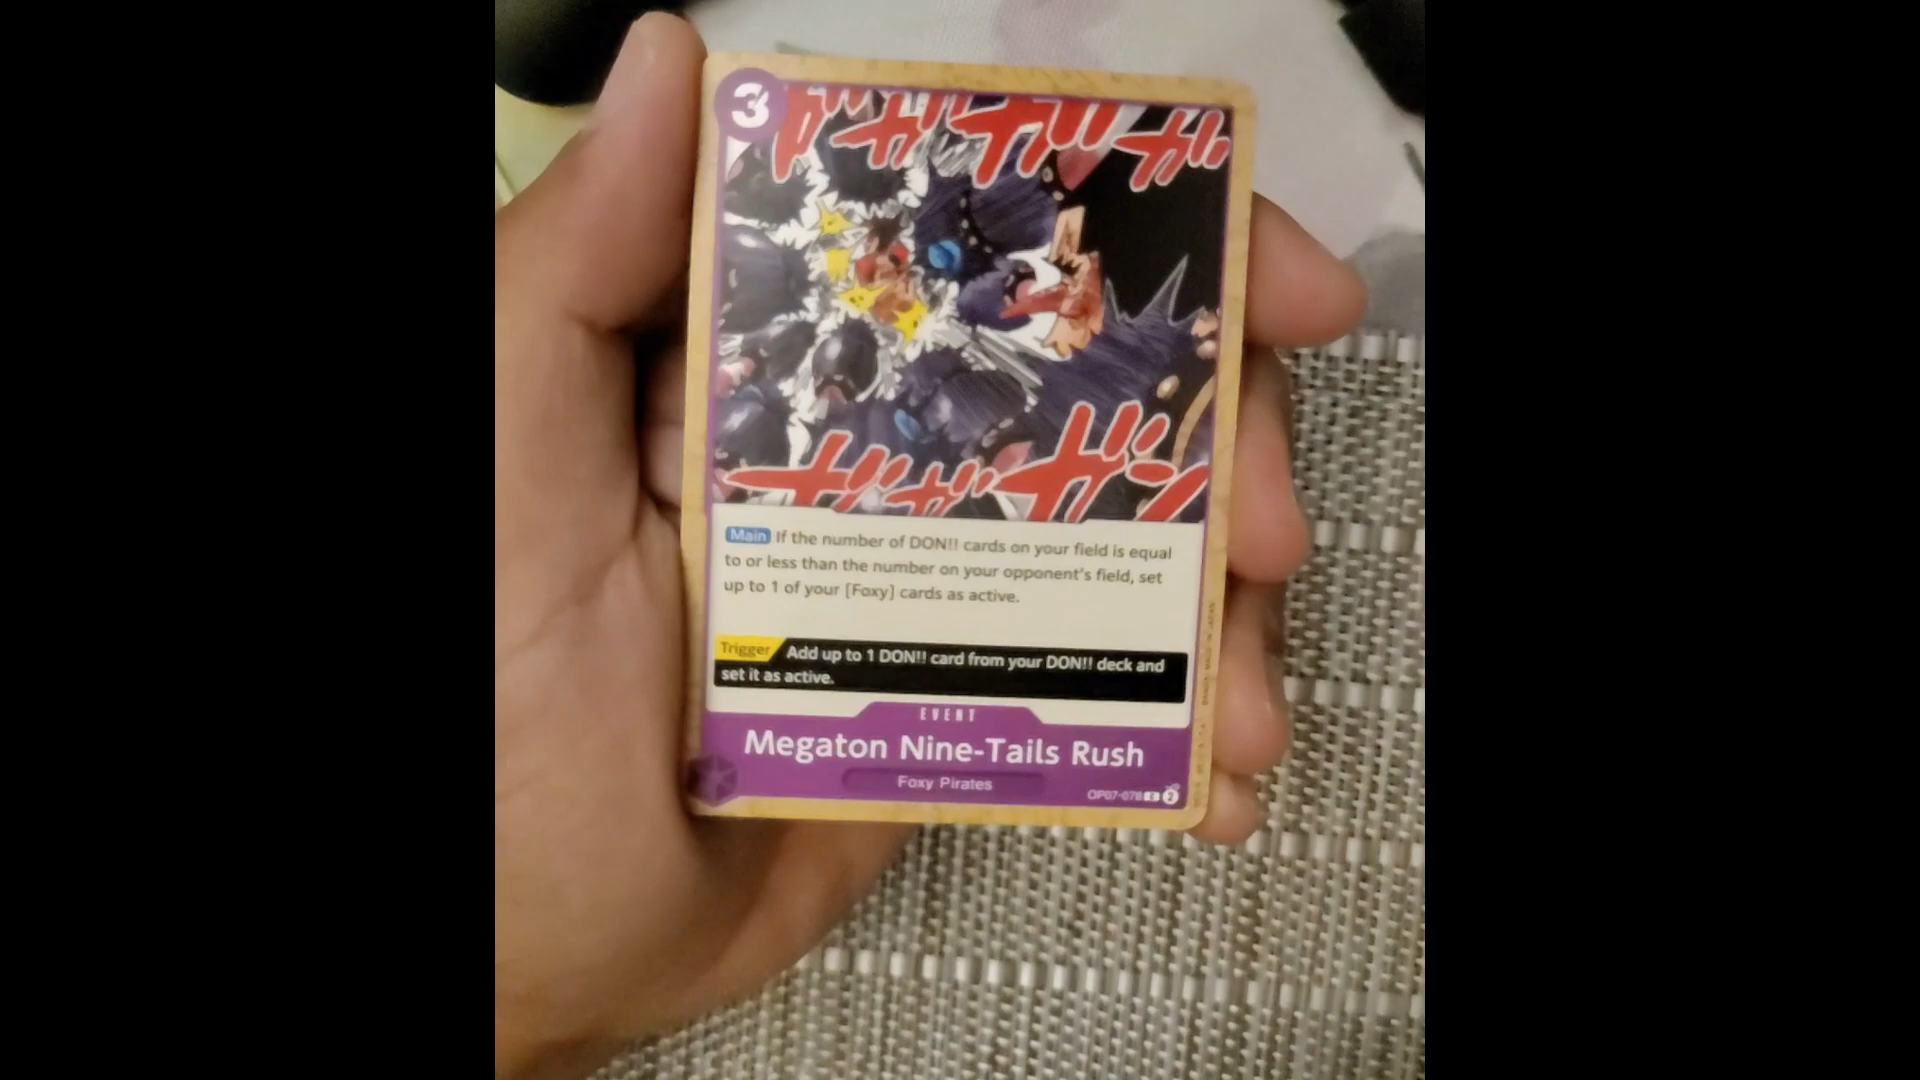 3
Main If the number of DON!! cards on your field is equal
to or less than the number on your opponent's field, set
up to 1 of your [Foxy] cards as active.
Trigger Add up to 1 DON!! card from your DON!! deck and
set it as active.
EVENT
Megaton Nine-Tails Rush
Foxy Pirates
OP07-078 C 2